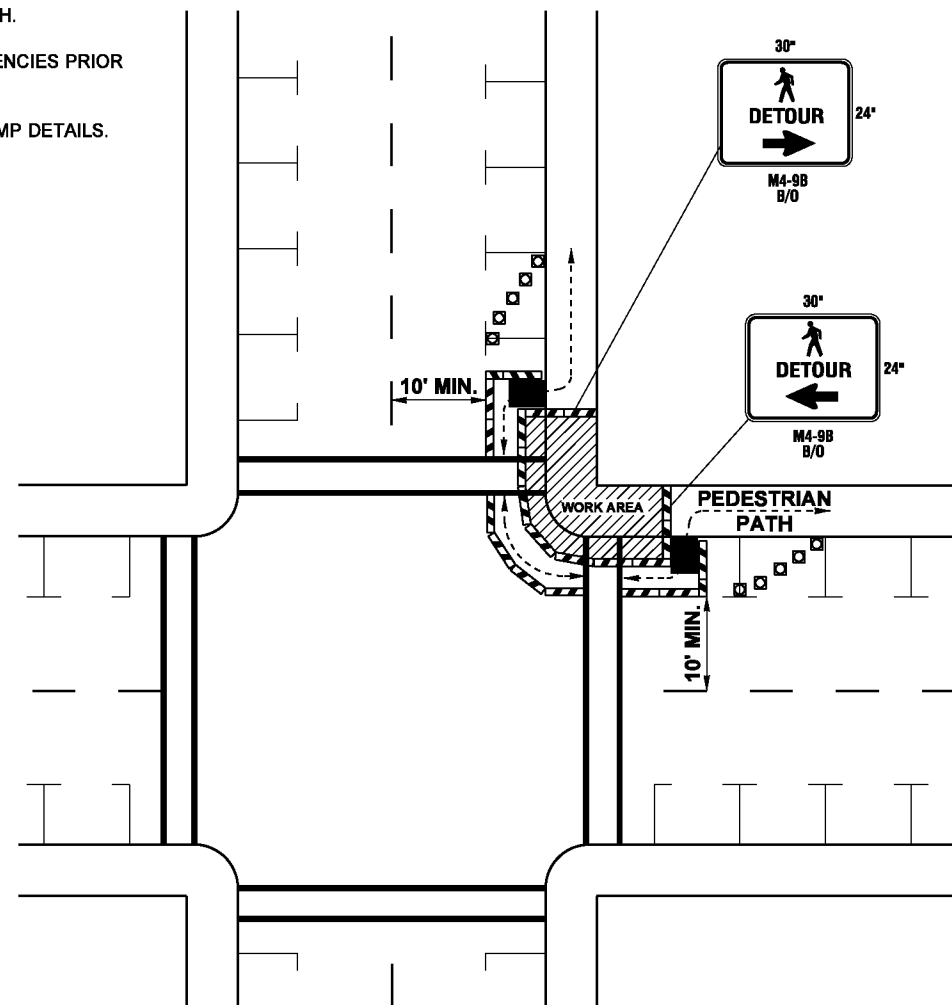 H.
ENCIES PRIOR
MP DETAILS.
30"
DETOUR
24"
M4-9B
B/O
30"
DETOUR
24"
M4-9B
B/O
10' MIN.
WORK AREA
PEDESTRIAN
PATH
10' MIN.